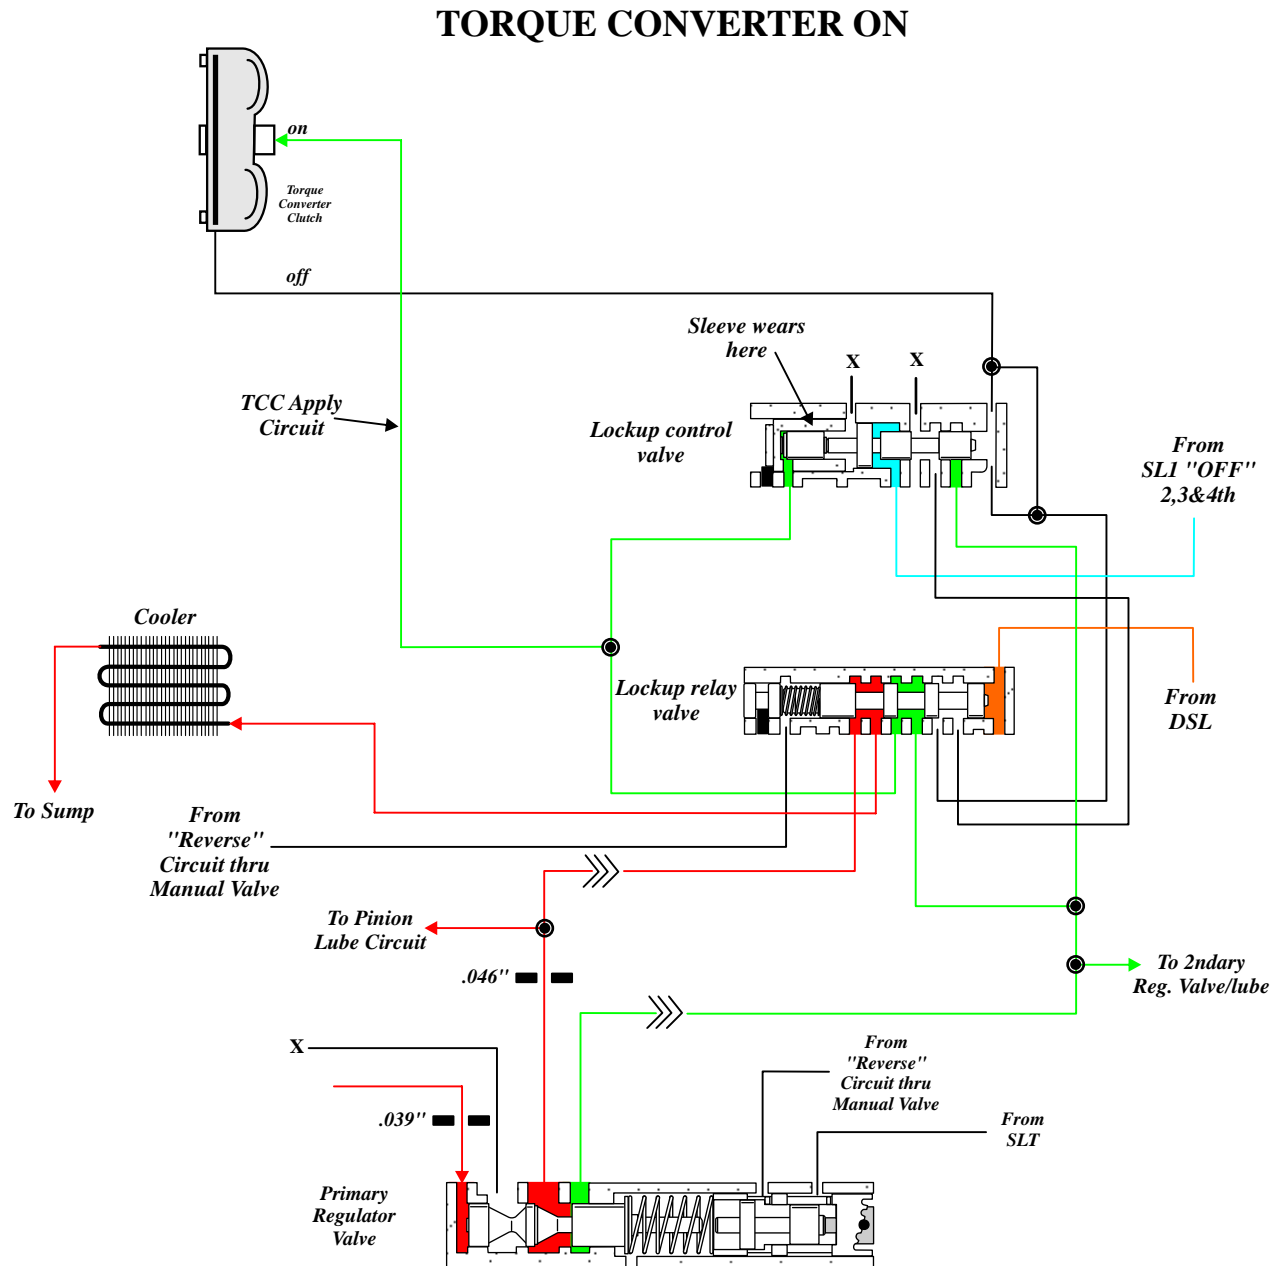 TORQUE CONVERTER ON
on
Torque
Converter
Clutch
off
Sleeve wears
here
X
X
TCC Apply
Circuit
Lockup control
valve
From
SL1 "OFF"
2,3&4th
Cooler
Lockup relay
valve
From
DSL
To Sump
From
"Reverse"
Circuit thru
Manual Valve
To Pinion
Lube Circuit
.046"
To 2ndary
Reg. Valve/lube
X
From
"Reverse"
Circuit thru
Manual Valve
.039"
From
SLT
Primary
Regulator
Valve